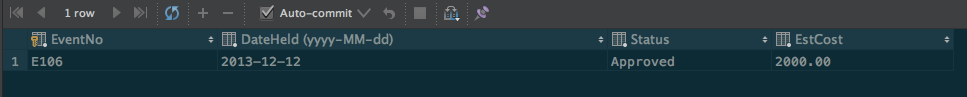 1 row Auto-commit
EventNo DateHeld (yyyy-MM-dd) Status EstCost
1 E106 2013-12-12 Approved 2000.00